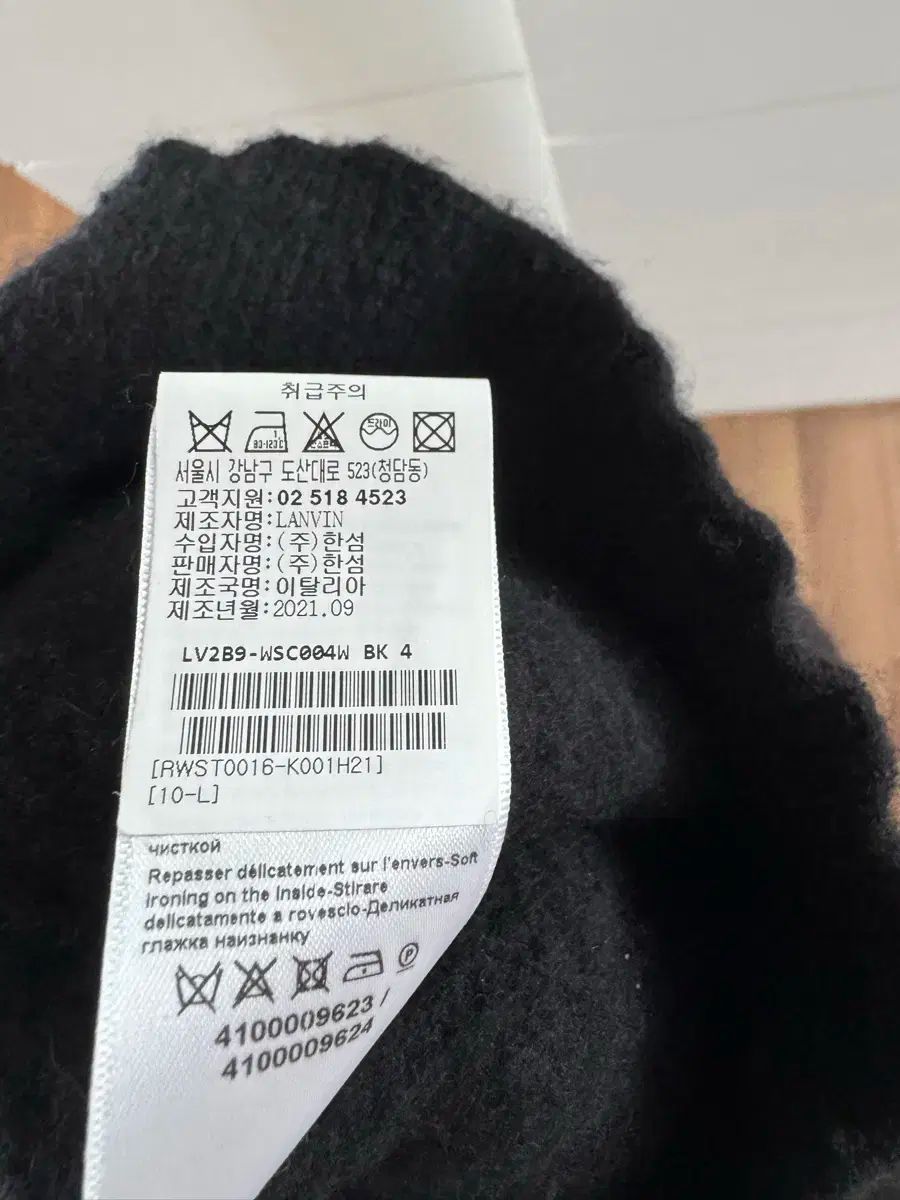 취급주의
드라이
80-120℃
서울시 강남구 도산대로 523(청담동)
고객지원:02 518 4523
제조자명:LANVIN
수입자명:(주)한섬
판매자명:(주)한섬
제조국명:이탈리아
제조년월:2021.09
LV2B9-WSC004W BK 4
[RWST0016-K001H21]
[10-L]
чисткой
Repasser délicatement sur l'envers-Soft
ironing on the inside-Stirare
delicatamente a rovescio-Деликатная
глажка наизнанку
P
4100009623 /
4100009624